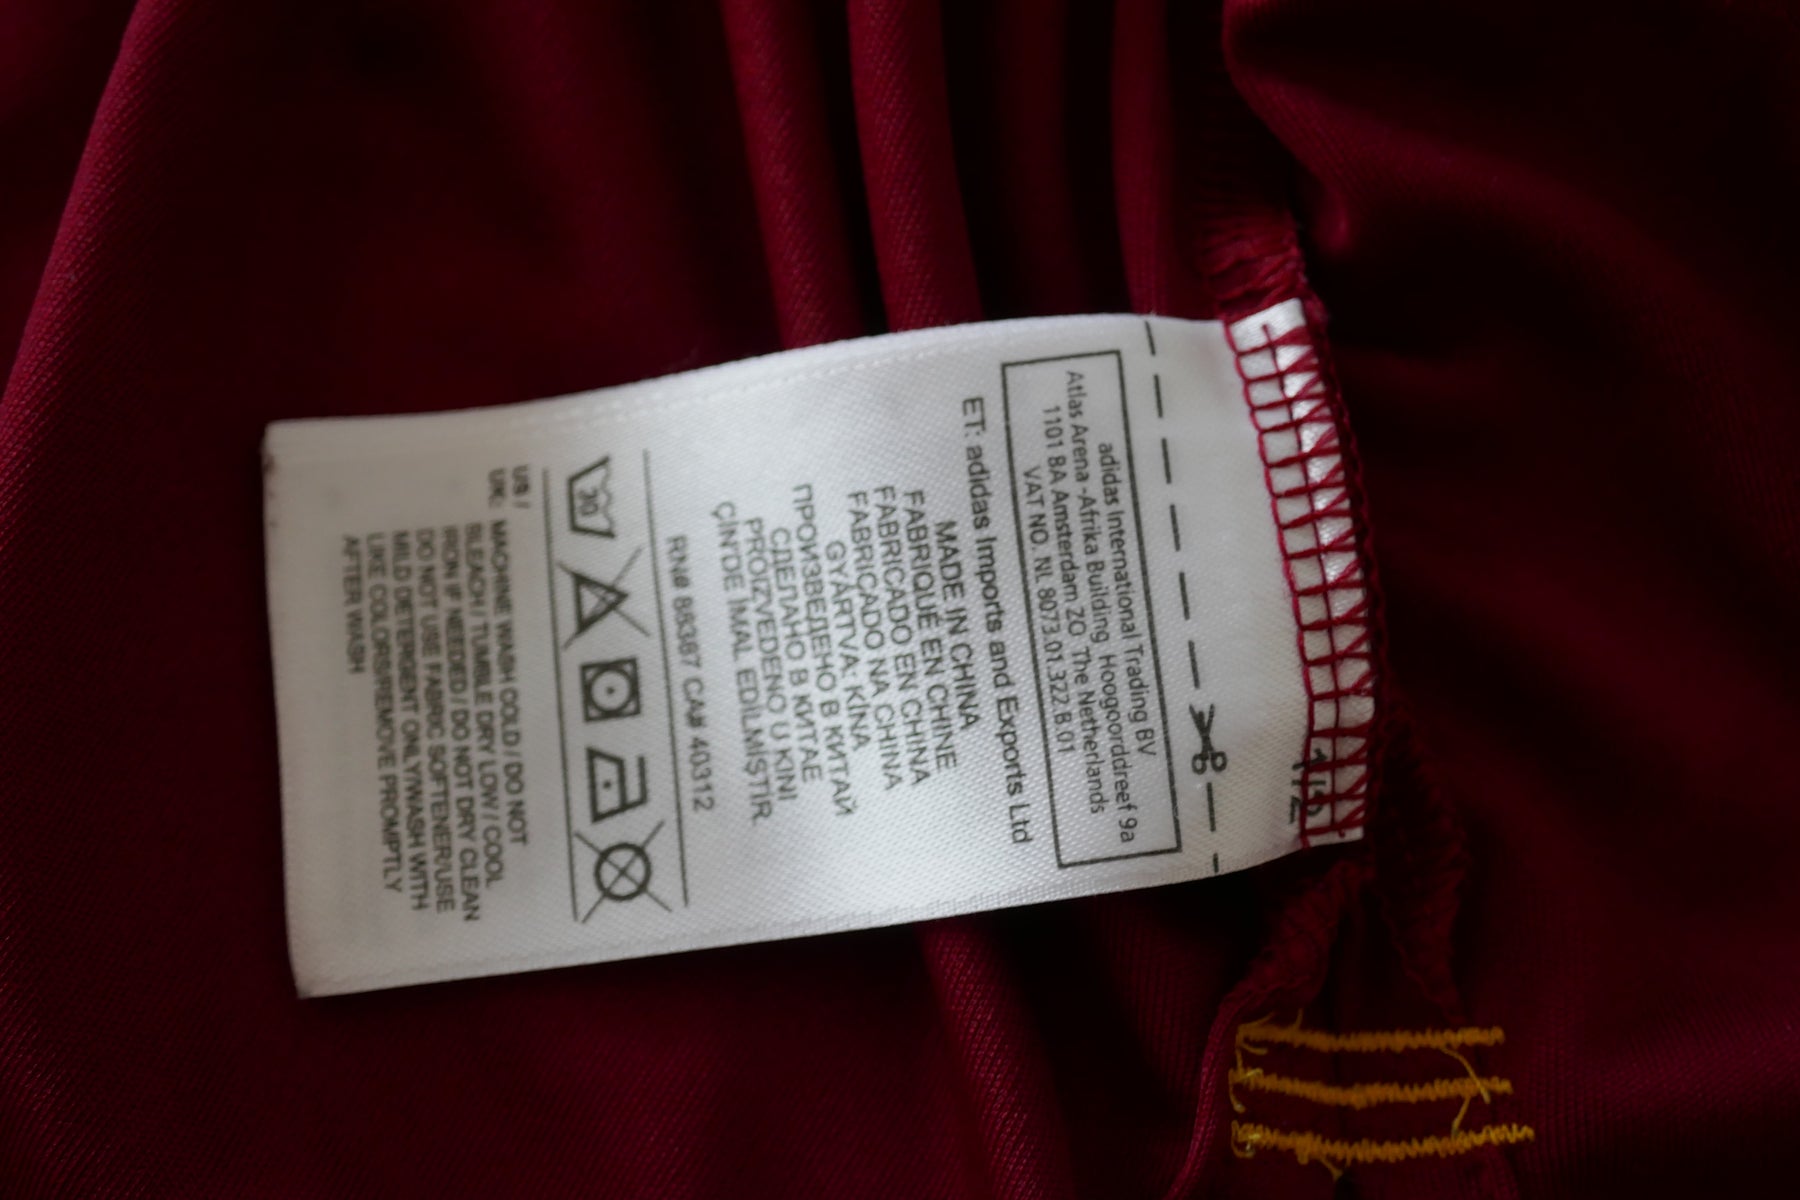 1/2
adidas International Trading BV
Atlas Arena -Afrika Building Hoogoorddreef 9a
1101 BA Amsterdam ZO The Netherlands
VAT NO. NL 8073.01.322.B.01
ET: adidas Imports and Exports Ltd
MADE IN CHINA
FABRIQUÉ EN CHINE
FABRICADO EN CHINA
FABRICADO NA CHINA
GYÁRTVA: KÍNA
ПРОИЗВЕДЕНО В КИТАЙ
СДЕЛАНО В КИТАЕ
PROIZVEDENO U KINI
ÇİN'DE İMAL EDİLMİŞTİR.
RN# 88387 CA# 40312
30
US /
UK: MACHINE WASH COLD / DO NOT
BLEACH / TUMBLE DRY LOW / COOL
IRON IF NEEDED / DO NOT DRY CLEAN
DO NOT USE FABRIC SOFTENER/USE
MILD DETERGENT ONLY/WASH WITH
LIKE COLORS/REMOVE PROMPTLY
AFTER WASH